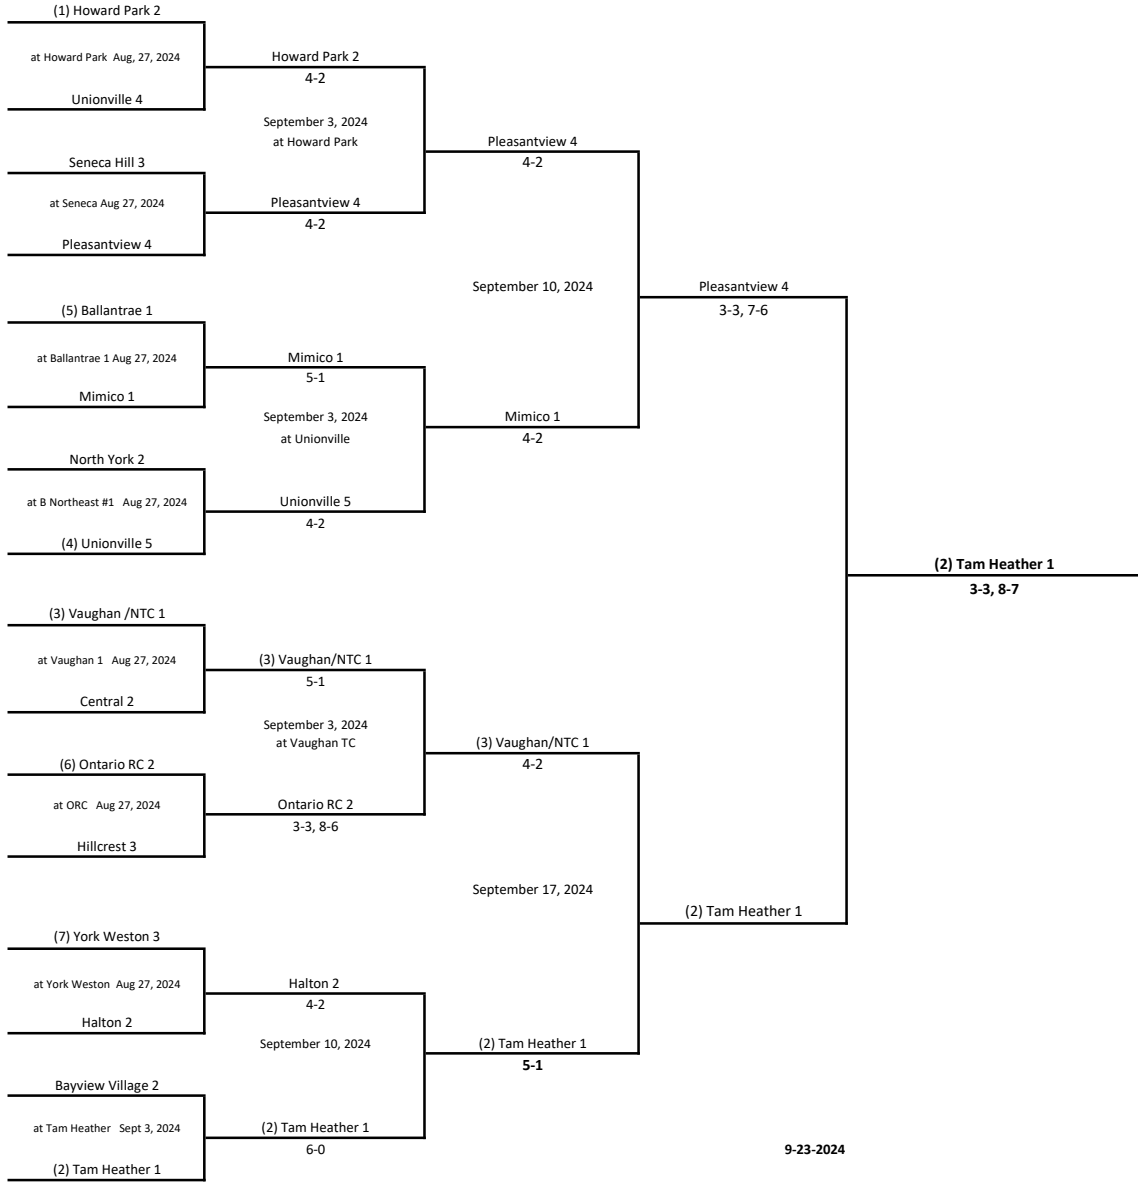 (1) Howard Park 2
at Howard Park Aug, 27, 2024
Howard Park 2
4-2
Unionville 4
September 3, 2024
at Howard Park
Pleasantview 4
4-2
Seneca Hill 3
at Seneca Aug 27, 2024
Pleasantview 4
4-2
Pleasantview 4
September 10, 2024
Pleasantview 4
3-3, 7-6
(5) Ballantrae 1
at Ballantrae 1 Aug 27, 2024
Mimico 1
5-1
Mimico 1
September 3, 2024
at Unionville
Mimico 1
4-2
North York 2
at B Northeast #1 Aug 27, 2024
Unionville 5
4-2
(4) Unionville 5
(2) Tam Heather 1
3-3, 8-7
(3) Vaughan /NTC 1
at Vaughan 1 Aug 27, 2024
(3) Vaughan/NTC 1
5-1
Central 2
September 3, 2024
at Vaughan TC
(3) Vaughan/NTC 1
4-2
(6) Ontario RC 2
at ORC Aug 27, 2024
Ontario RC 2
3-3, 8-6
Hillcrest 3
September 17, 2024
(2) Tam Heather 1
(7) York Weston 3
at York Weston Aug 27, 2024
Halton 2
4-2
Halton 2
September 10, 2024
(2) Tam Heather 1
5-1
Bayview Village 2
at Tam Heather Sept 3, 2024
(2) Tam Heather 1
6-0
(2) Tam Heather 1
9-23-2024